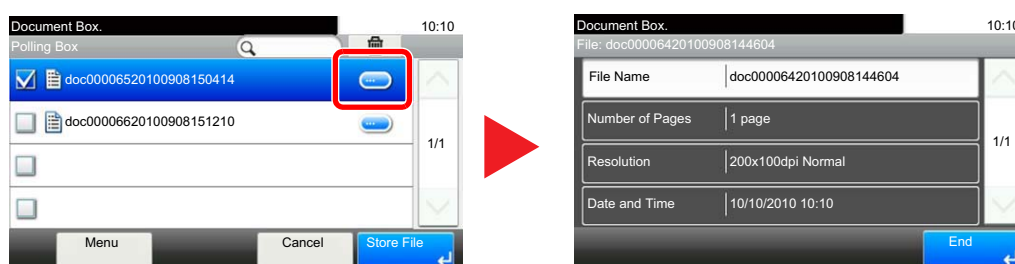 Document Box.
10:10
Polling Box
doc00006520100908150414
...
doc00006620100908151210
...
1/1
Menu
Cancel
Store File
Document Box.
10:10
File: doc00006420100908144604
File Name
doc00006420100908144604
Number of Pages
1 page
1/1
Resolution
200x100dpi Normal
Date and Time
10/10/2010 10:10
End